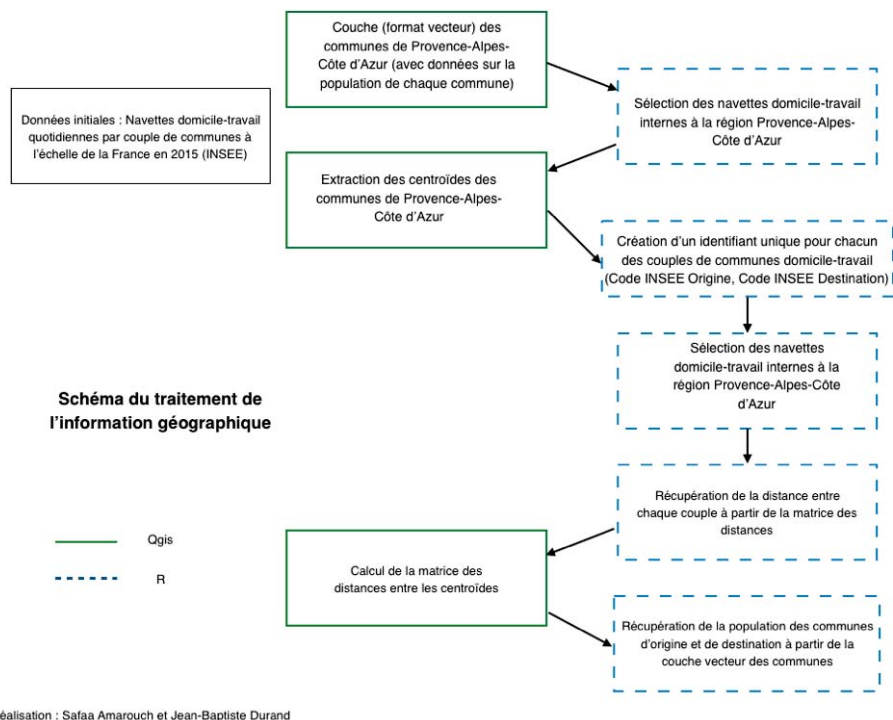 Couche (format vecteur) des
communes de Provence-Alpes-
Côte d'Azur (avec données sur la
population de chaque commune)
Données initiales : Navettes domicile-travail
quotidiennes par couple de communes à
l'échelle de la France en 2015 (INSEE)
Sélection des navettes domicile-travail
internes à la région Provence-Alpes-
Côte d'Azur
Extraction des centroïdes des
communes de Provence-Alpes-
Côte d'Azur
Création d'un identifiant unique pour chacun
des couples de communes domicile-travail
(Code INSEE Origine, Code INSEE Destination)
Sélection des navettes
domicile-travail internes à la
région Provence-Alpes-Côte
d'Azur
Schéma du traitement de
l'information géographique
Récupération de la distance entre
chaque couple à partir de la matrice des
distances
Qgis
R
Calcul de la matrice des
distances entre les centroïdes
Récupération de la population des communes
d'origine et de destination à partir de la
couche vecteur des communes
éalisation : Safaa Amarouch et Jean-Baptiste Durand